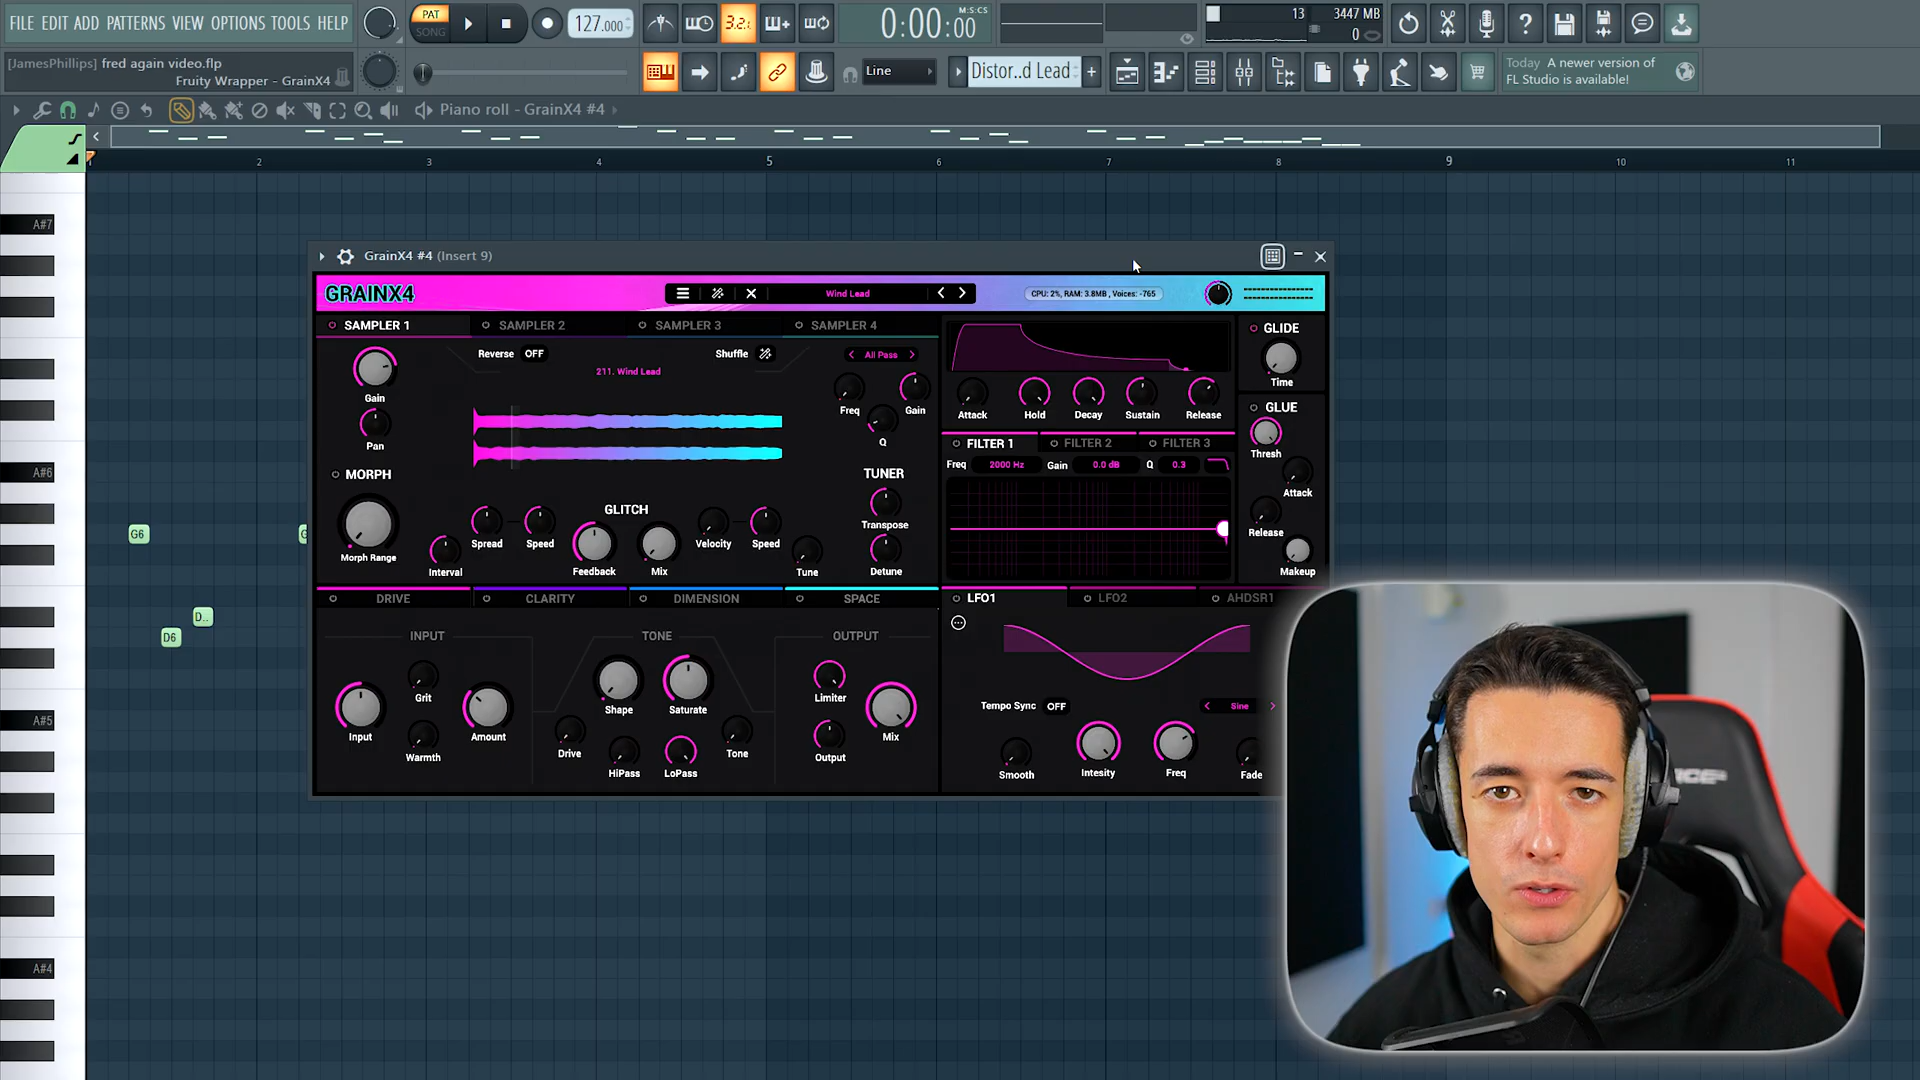 FILE EDIT ADD PATTERNS VIEW OPTIONS TOOLS HELP
PAT
SONG
127.000
3.2.
0:00:00
M:S:CS
13
3447 MB
0
[JamesPhillips] fred again video.flp
Fruity Wrapper - GrainX4
Line
Distor..d Lead
Today A newer version of
FL Studio is available!
Piano roll - GrainX4 #4
2 3 4 5 6 7 8 9 10 11
A#7
A#6
A#5
A#4
G6
D6
D..
G
GrainX4 #4 (Insert 9)
GRAINX4
Wind Lead
CPU: 2%, RAM: 3.8MB , Voices: -765
SAMPLER 1
SAMPLER 2
SAMPLER 3
SAMPLER 4
Gain
Pan
Reverse OFF
Shuffle
211. Wind Lead
All Pass
Freq
Gain
Q
MORPH
Morph Range
Interval
Spread
Speed
GLITCH
Feedback
Mix
Velocity
Speed
Tune
TUNER
Transpose
Detune
Attack
Hold
Decay
Sustain
Release
GLIDE
Time
GLUE
Thresh
Attack
Release
Makeup
FILTER 1
FILTER 2
FILTER 3
Freq 2000 Hz Gain 0.0 dB Q 0.3
DRIVE
CLARITY
DIMENSION
SPACE
INPUT
Input
Grit
Warmth
Amount
TONE
Shape
Saturate
Drive
HiPass
LoPass
Tone
OUTPUT
Limiter
Output
Mix
LFO1
LFO2
AHDSR1
Tempo Sync OFF
Sine
Smooth
Intesity
Freq
Fade